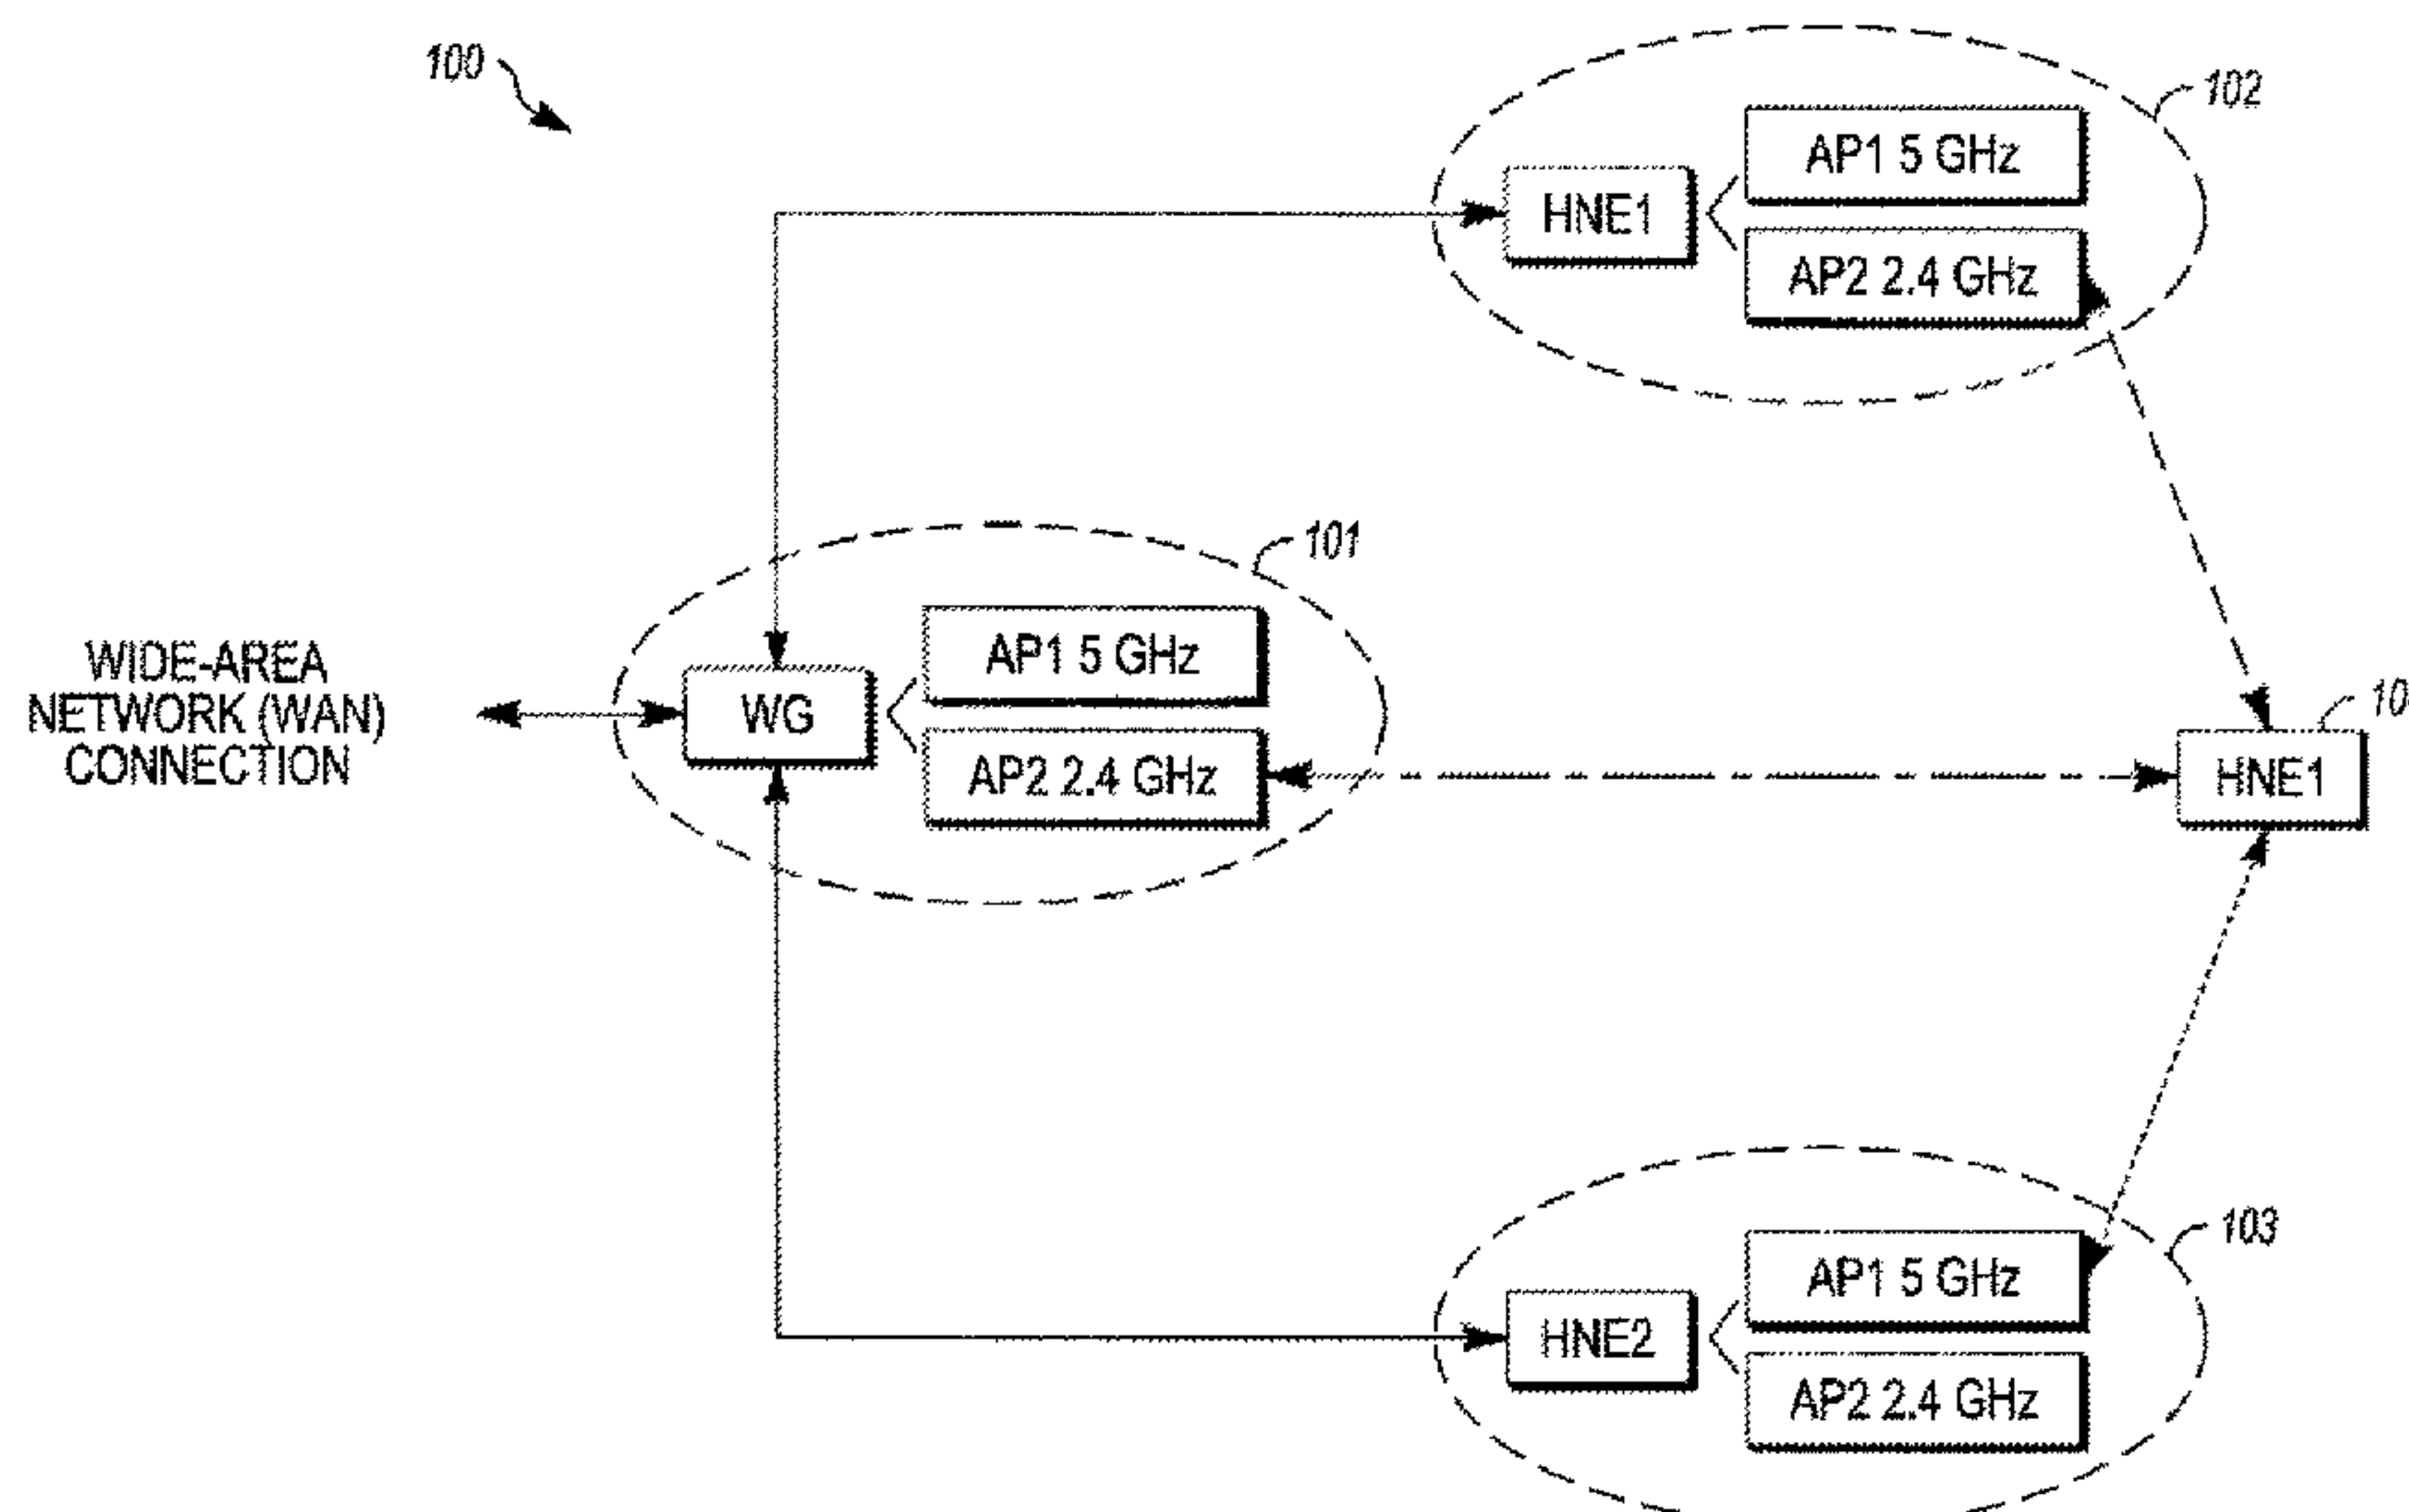 100
102
AP1 5 GHz
HNE1
AP2 2.4 GHz
101
AP1 5 GHz
WIDE-AREA
NETWORK (WAN)
CONNECTION
WG
AP2 2.4 GHz
HNE1
103
AP1 5 GHz
HNE2
AP2 2.4 GHz